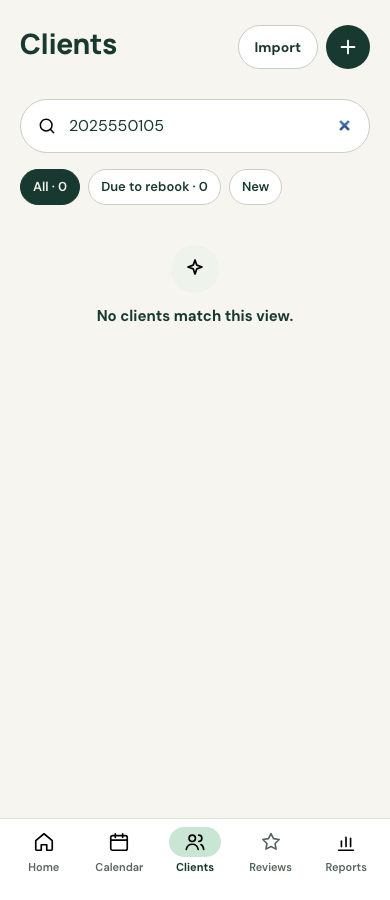 Clients
Import
2025550105
All · 0
Due to rebook · 0
New
No clients match this view.
Home
Calendar
Clients
Reviews
Reports